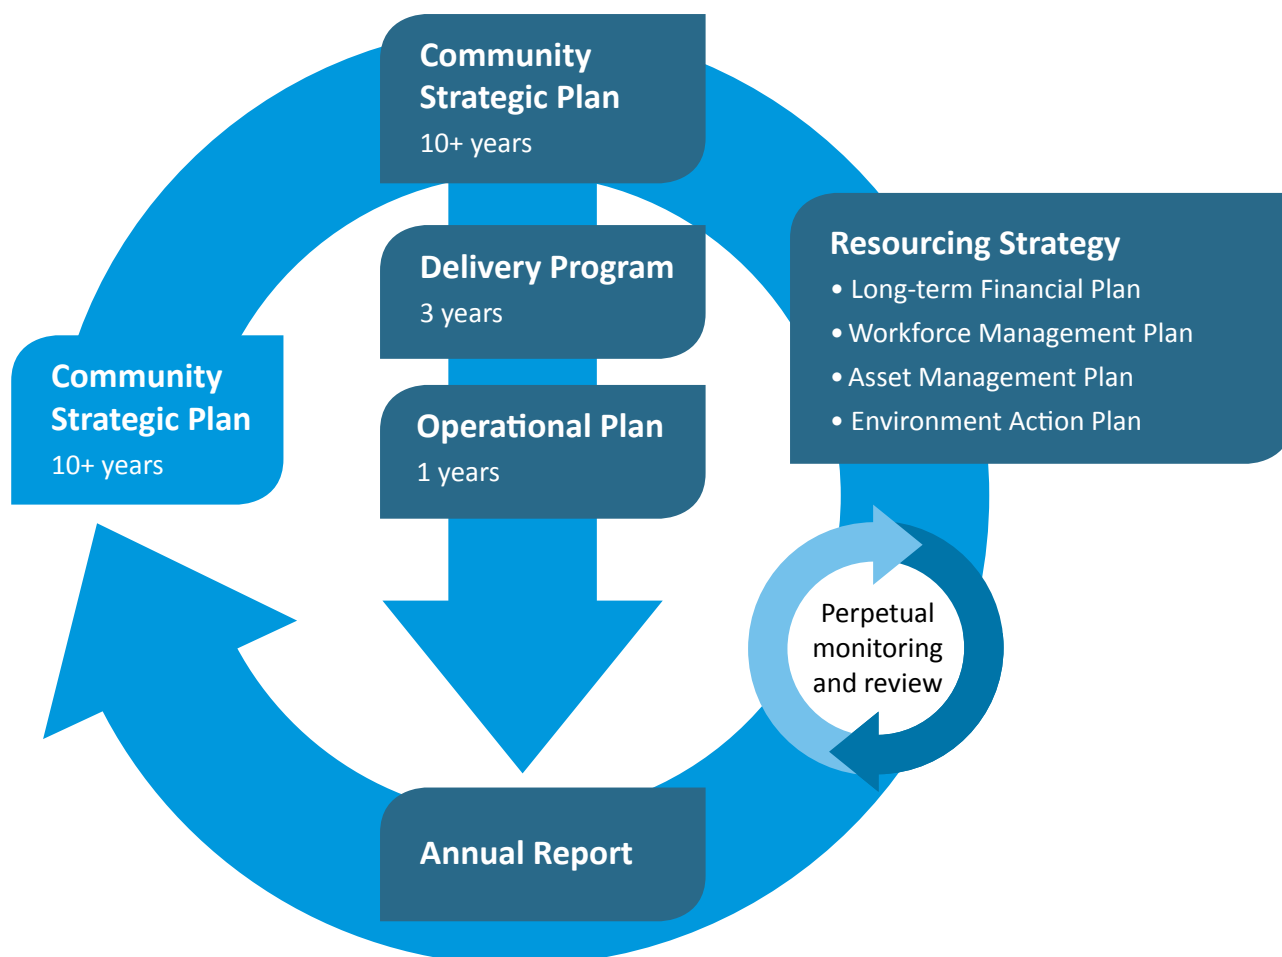 Community
Strategic Plan
10+ years
Delivery Program
3 years
Operational Plan
1 years
Resourcing Strategy
• Long-term Financial Plan
• Workforce Management Plan
• Asset Management Plan
• Environment Action Plan
Community
Strategic Plan
10+ years
Perpetual
monitoring
and review
Annual Report